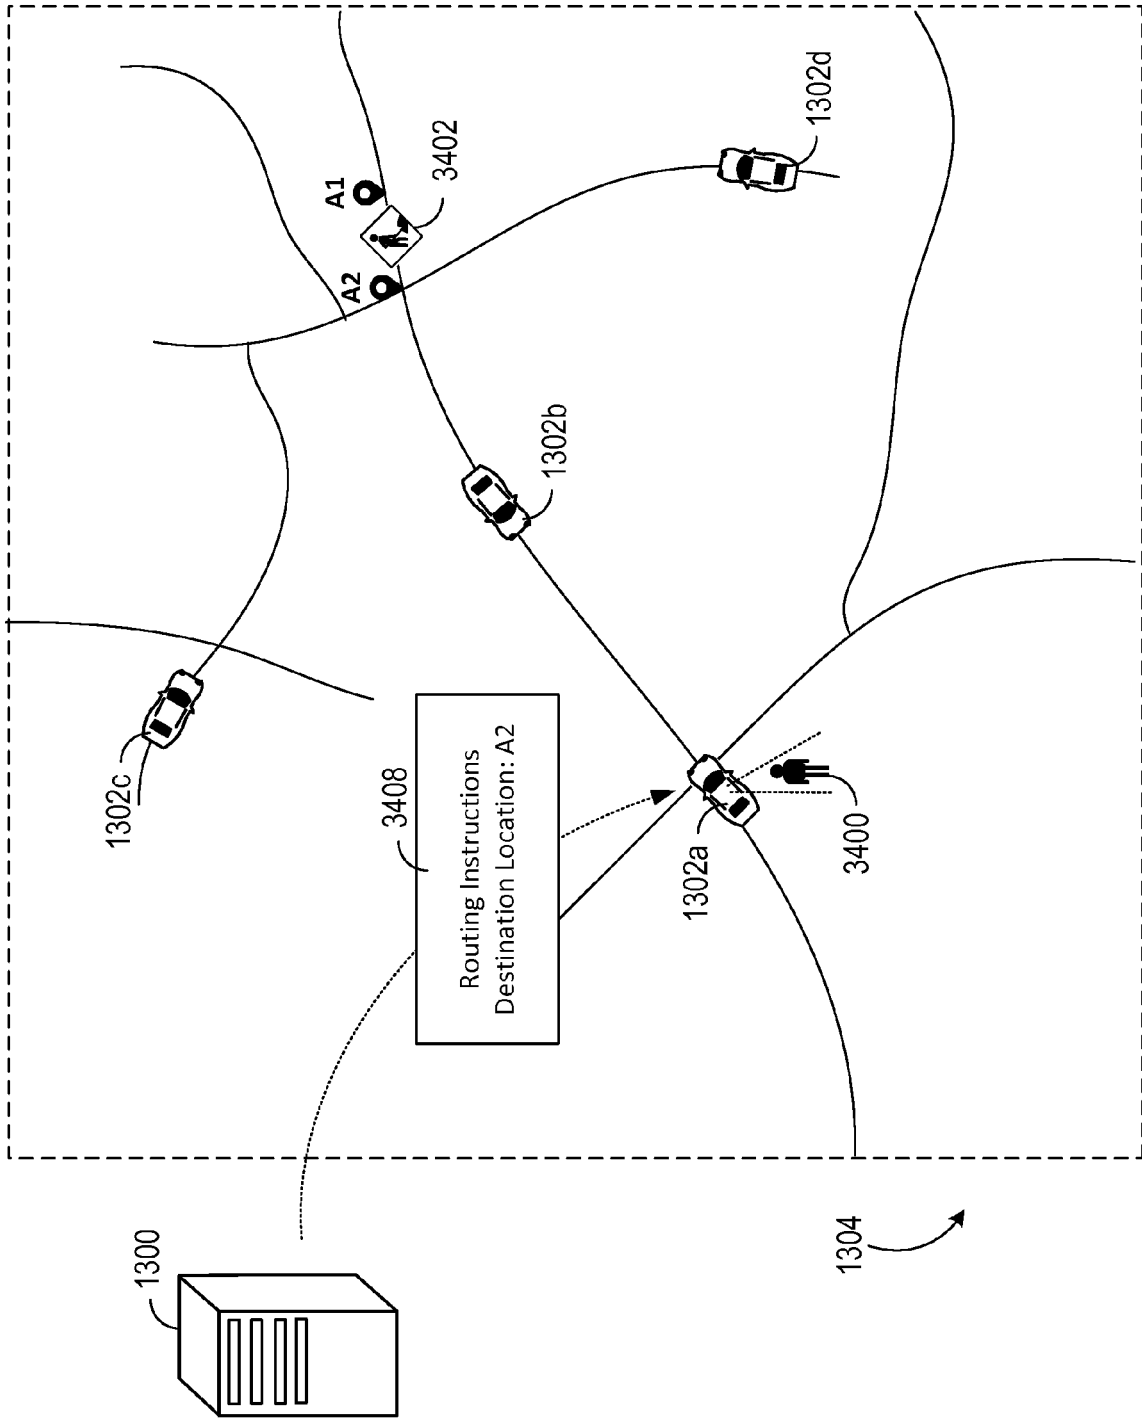 1300
1304
1302c
3408
Routing Instructions
Destination Location: A2
1302a
3400
1302b
A2
A1
3402
1302d